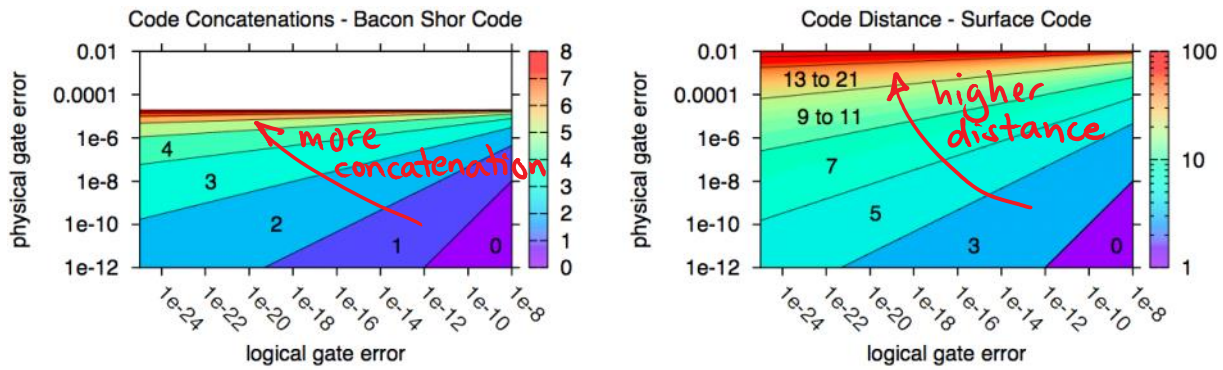 Code Concatenations - Bacon Shor Code
physical gate error
0.01
0.0001
1e-6
1e-8
1e-10
1e-12
4
3
2
1
0
more
concatenation
8
7
6
5
4
3
2
1
0
1e-24
1e-22
1e-20
1e-18
1e-16
1e-14
1e-12
1e-10
1e-8
logical gate error
Code Distance - Surface Code
physical gate error
0.01
0.0001
1e-6
1e-8
1e-10
1e-12
13 to 21
9 to 11
7
5
3
0
higher
distance
100
10
1
1e-24
1e-22
1e-20
1e-18
1e-16
1e-14
1e-12
1e-10
1e-8
logical gate error